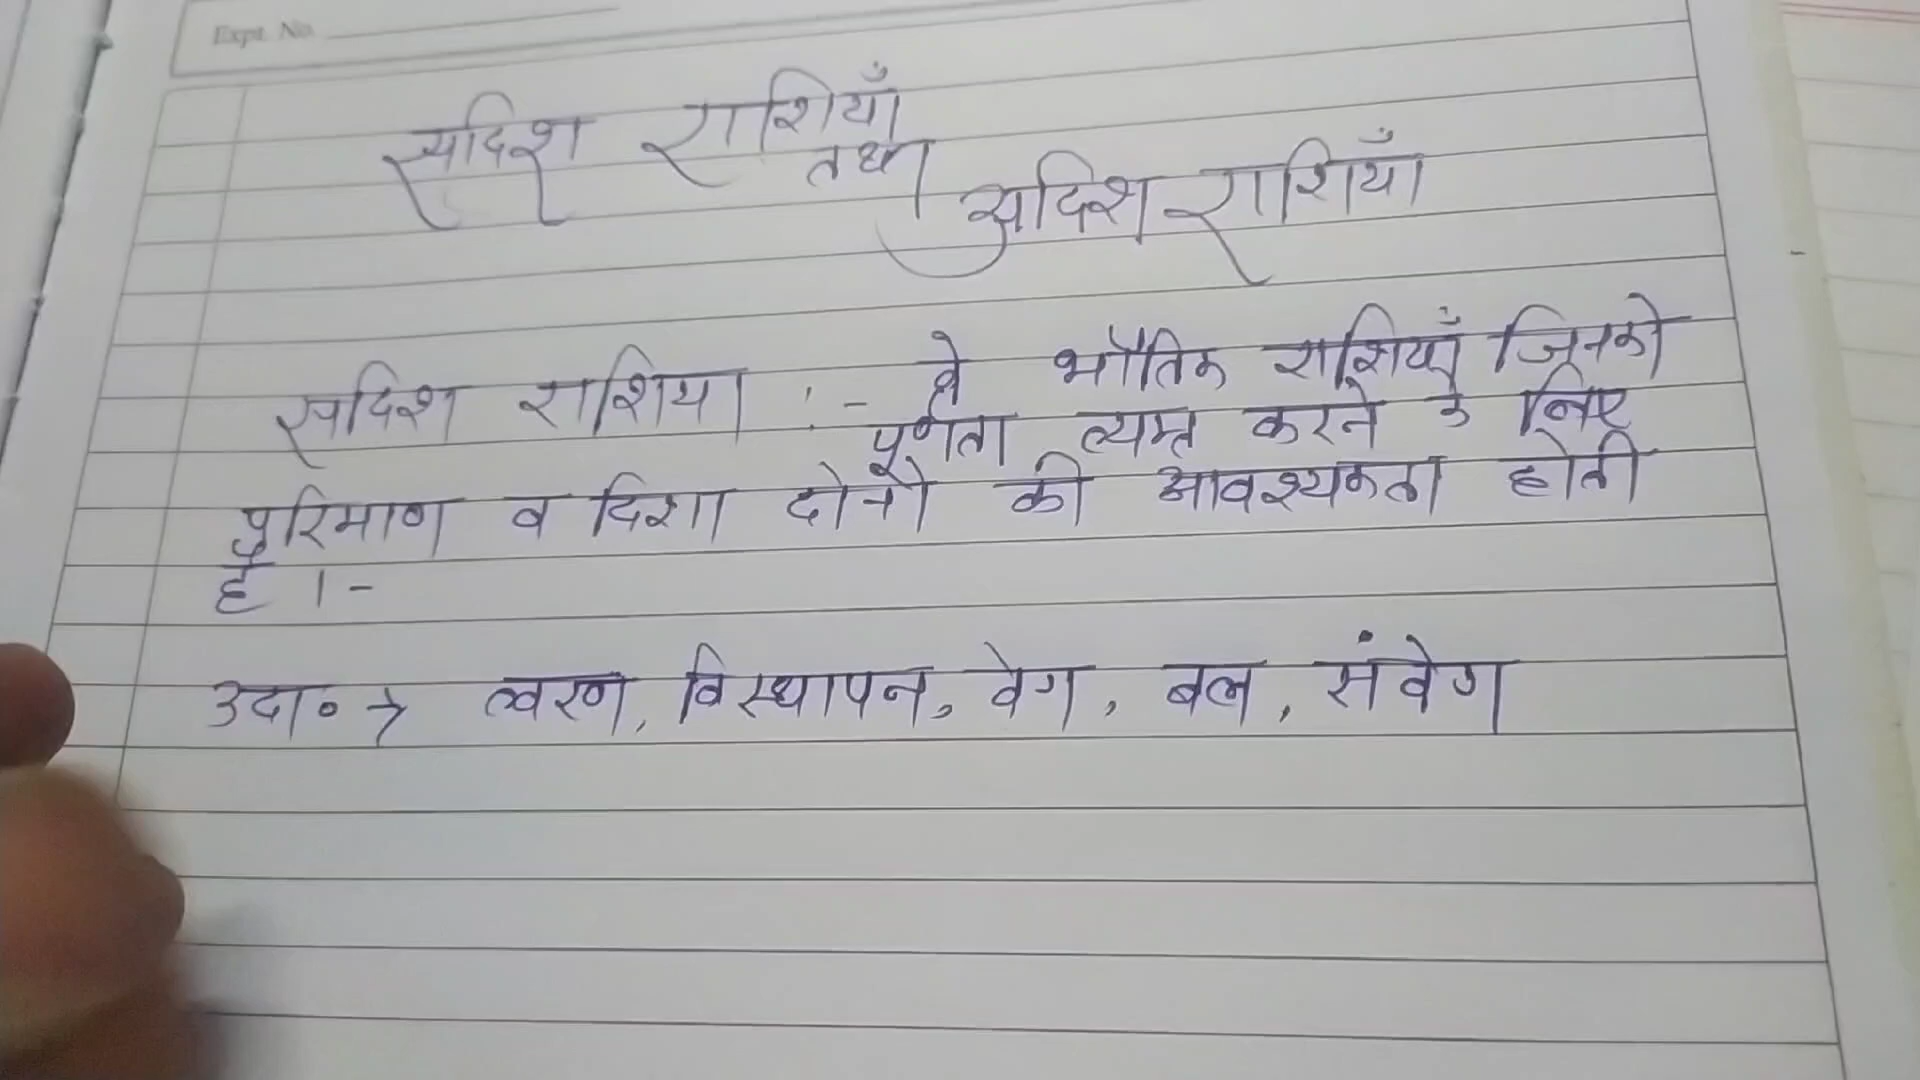 Expt. No.
सदिश राशियाँ
तथा
अदिश राशियाँ
सदिश राशिया :- वे भौतिक राशियाँ जिनको
पूर्णता व्यक्त करने के लिए
परिमाण व दिशा दोनो की आवश्यकता होती
है ।-
उदा० → त्वरण, विस्थापन, वेग, बल, संवेग